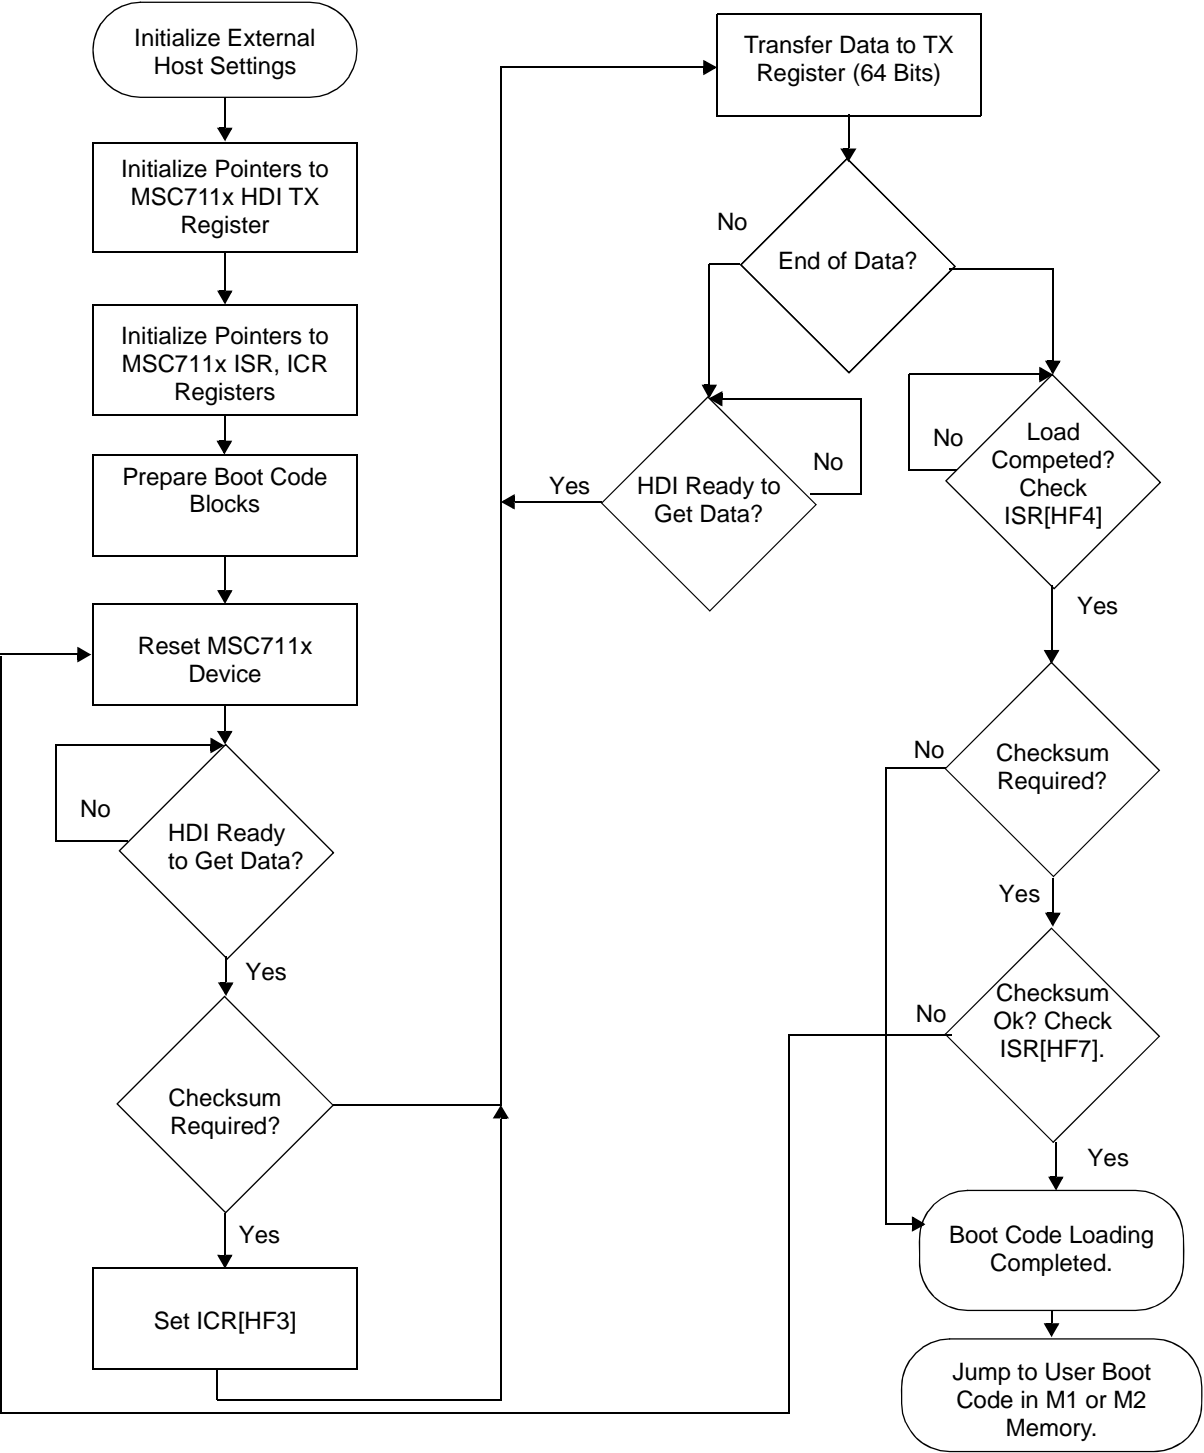 Initialize External
Host Settings
Initialize Pointers to
MSC711x HDI TX
Register
Initialize Pointers to
MSC711x ISR, ICR
Registers
Prepare Boot Code
Blocks
Reset MSC711x
Device
No
HDI Ready
to Get Data?
Yes
Checksum
Required?
Yes
Set ICR[HF3]
Transfer Data to TX
Register (64 Bits)
No
End of Data?
No
HDI Ready to
Get Data?
Yes
No
Load
Competed?
Check
ISR[HF4]
Yes
No
Checksum
Required?
Yes
No
Checksum
Ok? Check
ISR[HF7].
Yes
Boot Code Loading
Completed.
Jump to User Boot
Code in M1 or M2
Memory.